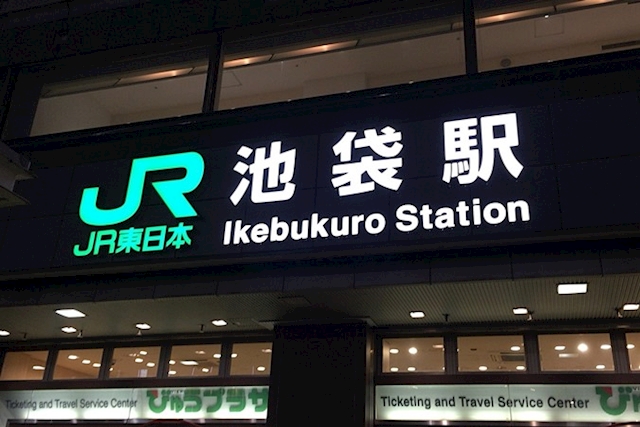 JR 池袋駅
JR東日本 Ikebukuro Station
Ticketing and Travel Service Center びゅうプラザ
Ticketing and Travel Service Center び